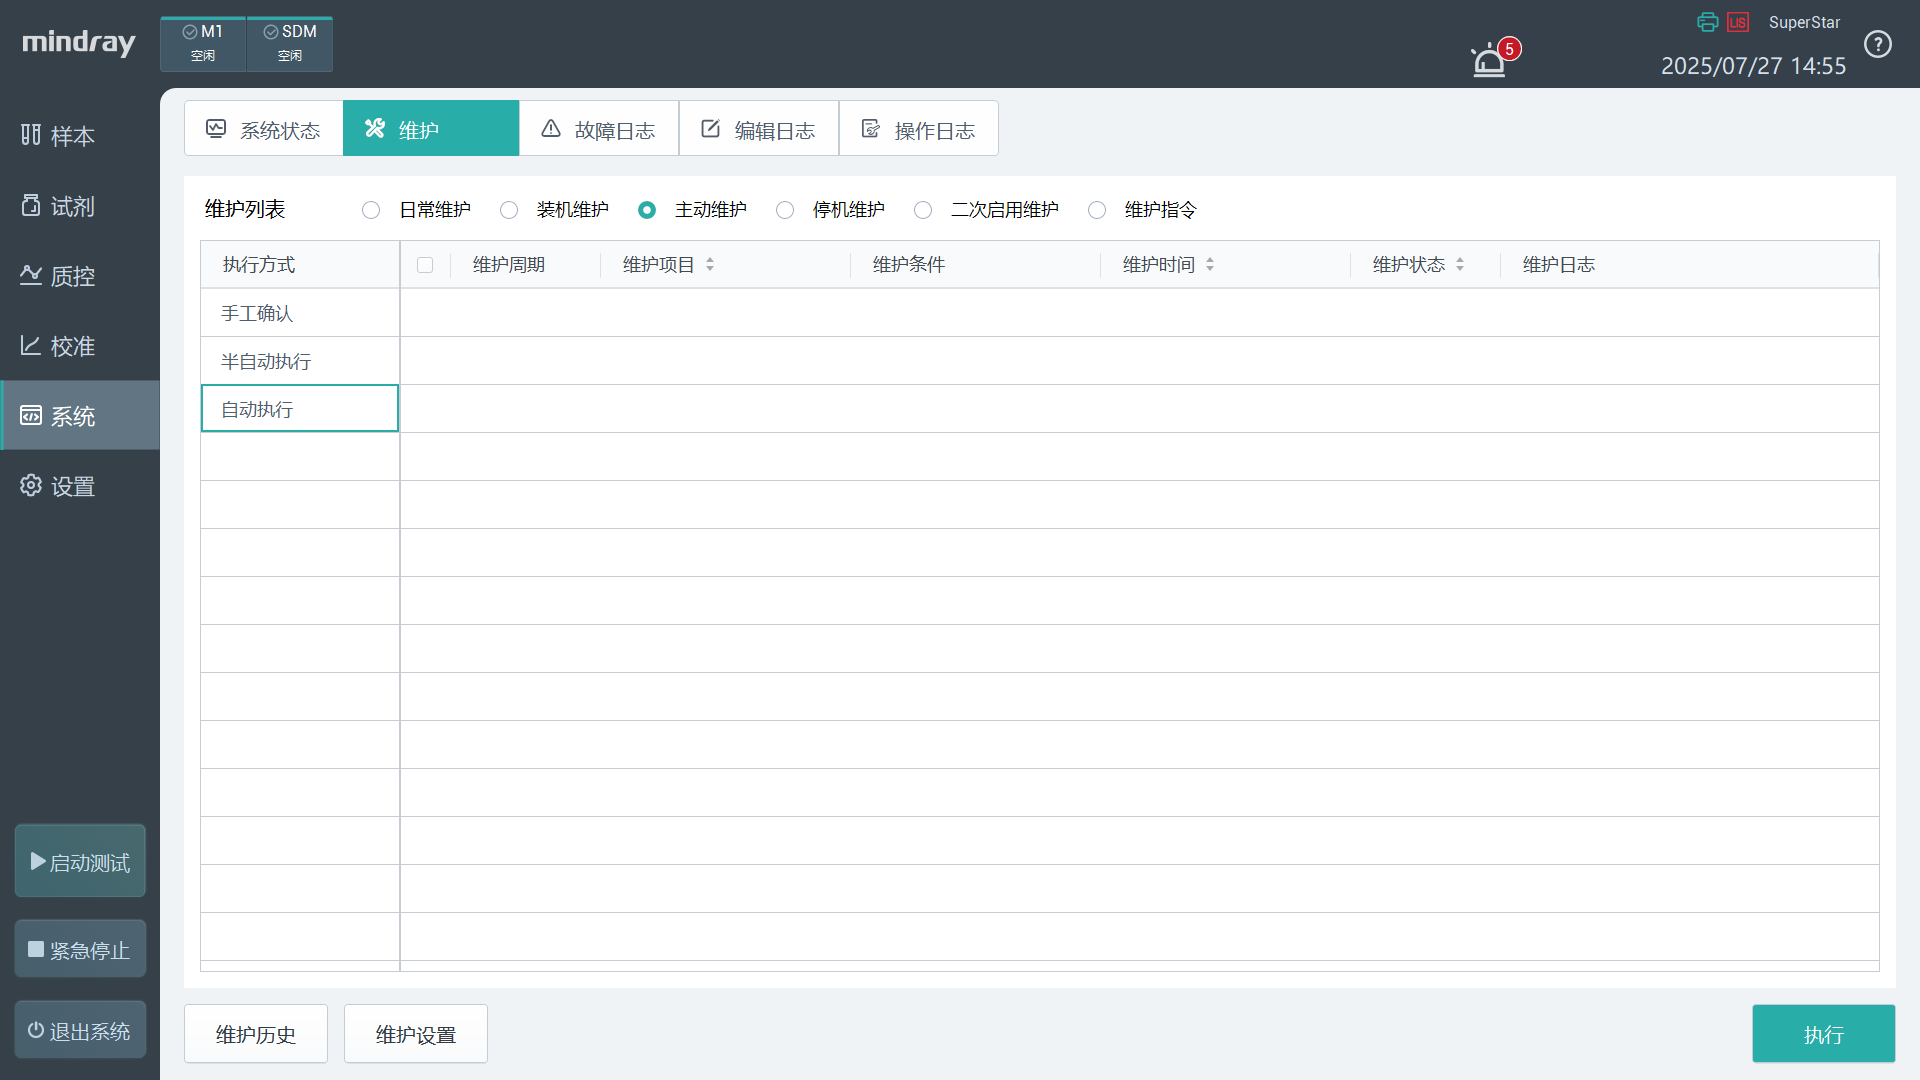 mindray
M1
空闲
SDM
空闲
5
LIS
SuperStar
2025/07/27 14:55
?
样本
试剂
质控
校准
系统
设置
启动测试
紧急停止
退出系统
系统状态
维护
故障日志
编辑日志
操作日志
维护列表
日常维护
装机维护
主动维护
停机维护
二次启用维护
维护指令
执行方式
维护周期
维护项目
维护条件
维护时间
维护状态
维护日志
手工确认
半自动执行
自动执行
维护历史
维护设置
执行